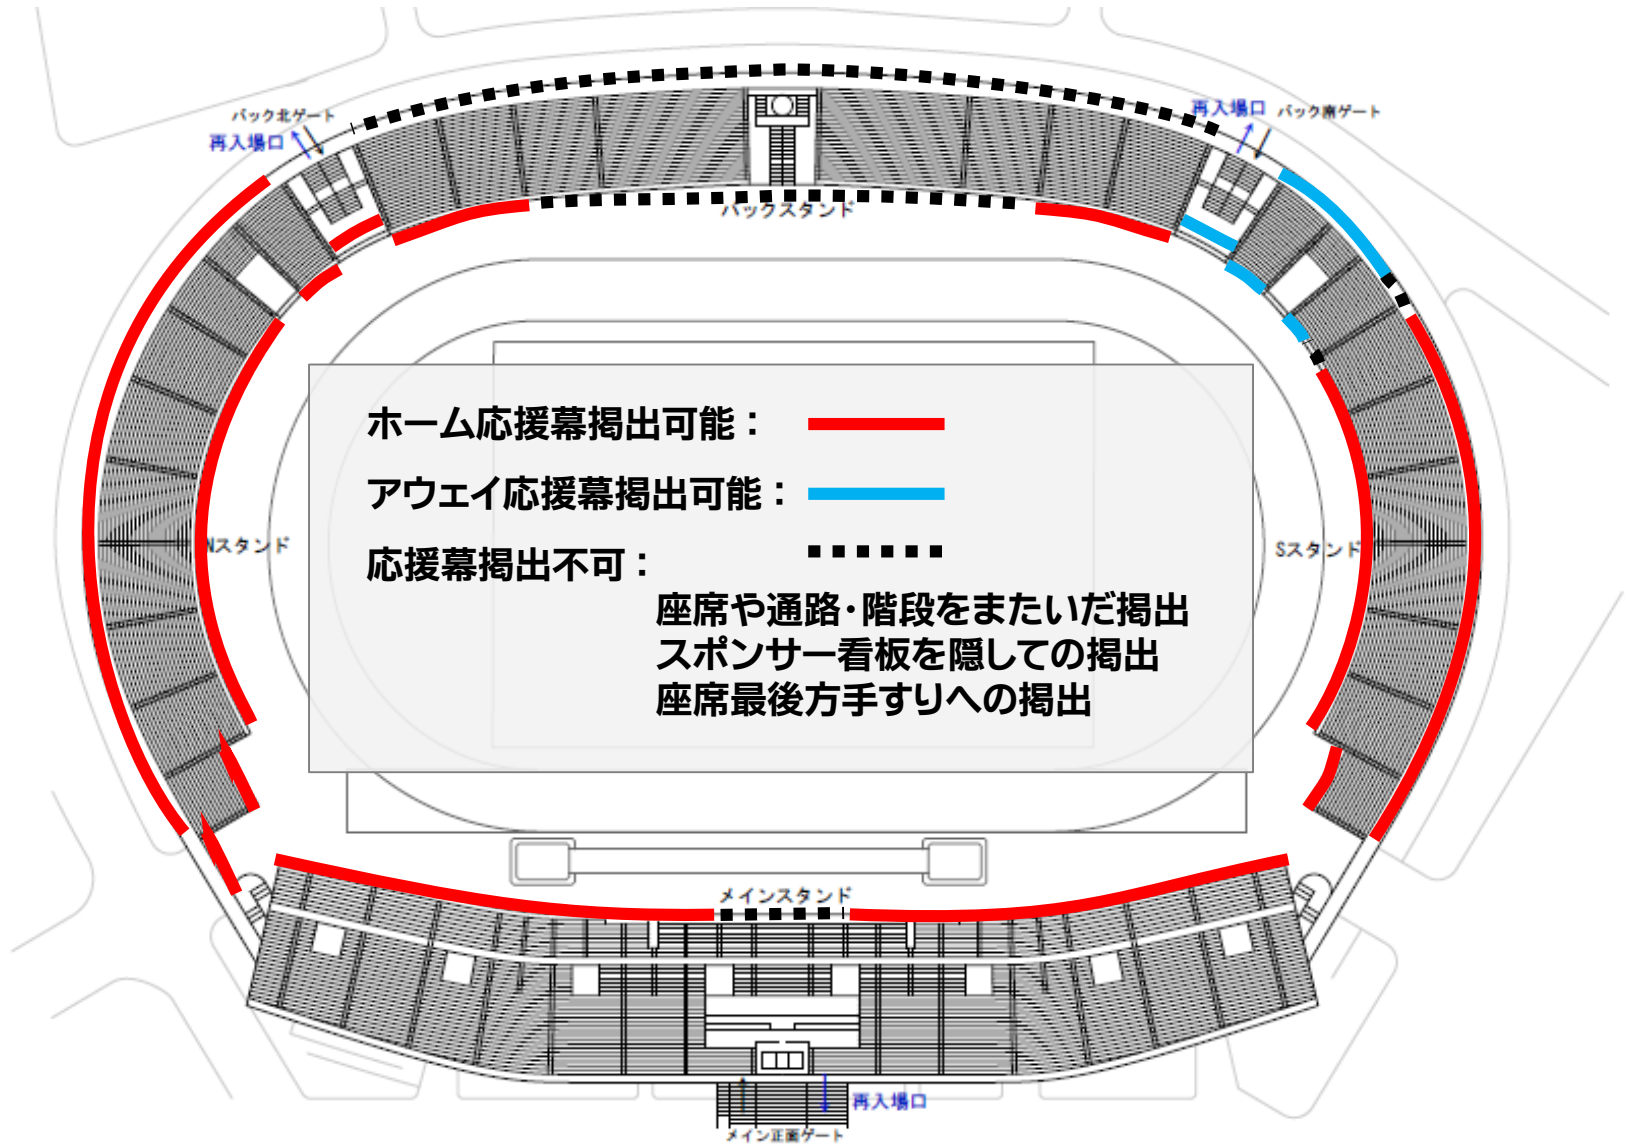 バック北ゲート
再入場口
再入場口
バック南ゲート
バックスタンド
ホーム応援幕掲出可能：
アウェイ応援幕掲出可能：
応援幕掲出不可：
座席や通路・階段をまたいだ掲出
スポンサー看板を隠しての掲出
座席最後方手すりへの掲出
Nスタンド
Sスタンド
メインスタンド
再入場口
メイン正面ゲート